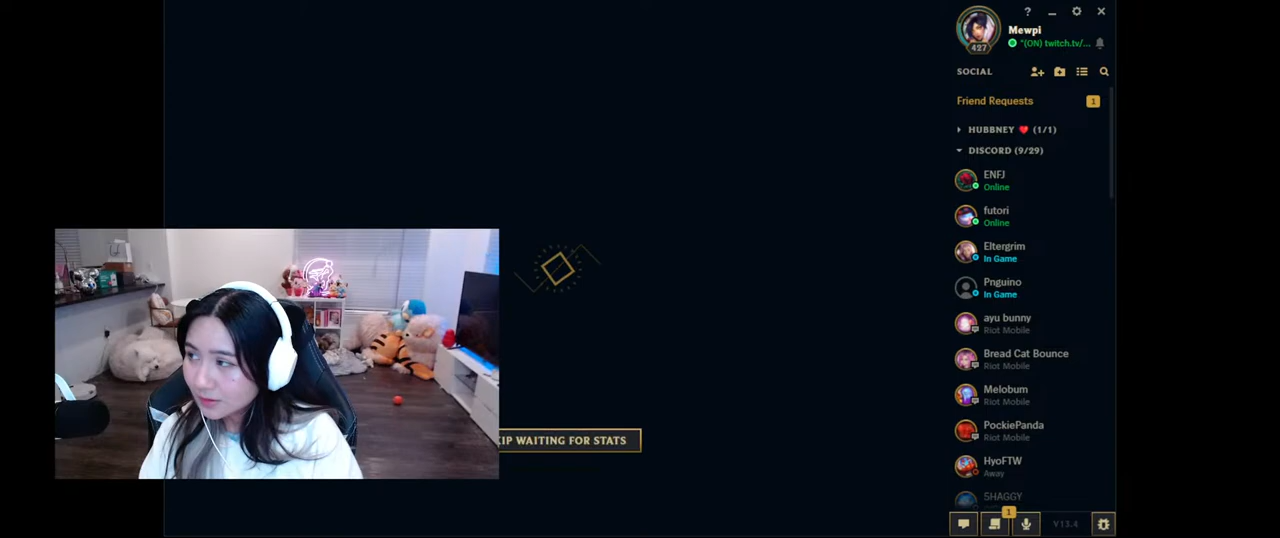 Mewpi
427
"(ON) twitch.tv/...
SOCIAL
Friend Requests
1
HUBBNEY ❤️ (1/1)
DISCORD (9/29)
ENFJ
Online
futori
Online
Eltergrim
In Game
Pnguino
In Game
ayu bunny
Riot Mobile
Bread Cat Bounce
Riot Mobile
Melobum
Riot Mobile
PockiePanda
Riot Mobile
HyoFTW
Away
SHAGGY
KIP WAITING FOR STATS
1
V13.4